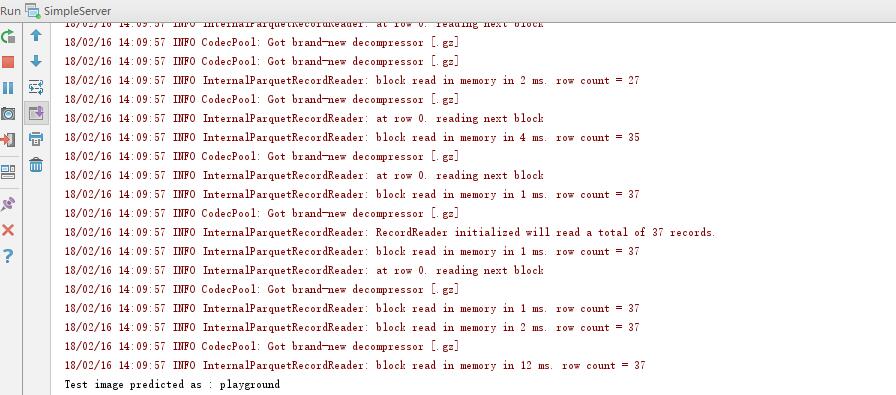 Run SimpleServer
18/02/16 14:09:57 INFO InternalParquetRecordReader: at row 0. reading next block
18/02/16 14:09:57 INFO CodecPool: Got brand-new decompressor [.gz]
18/02/16 14:09:57 INFO CodecPool: Got brand-new decompressor [.gz]
18/02/16 14:09:57 INFO InternalParquetRecordReader: block read in memory in 2 ms. row count = 27
18/02/16 14:09:57 INFO CodecPool: Got brand-new decompressor [.gz]
18/02/16 14:09:57 INFO InternalParquetRecordReader: at row 0. reading next block
18/02/16 14:09:57 INFO InternalParquetRecordReader: block read in memory in 4 ms. row count = 35
18/02/16 14:09:57 INFO CodecPool: Got brand-new decompressor [.gz]
18/02/16 14:09:57 INFO InternalParquetRecordReader: at row 0. reading next block
18/02/16 14:09:57 INFO InternalParquetRecordReader: block read in memory in 1 ms. row count = 37
18/02/16 14:09:57 INFO CodecPool: Got brand-new decompressor [.gz]
18/02/16 14:09:57 INFO InternalParquetRecordReader: RecordReader initialized will read a total of 37 records.
18/02/16 14:09:57 INFO InternalParquetRecordReader: block read in memory in 1 ms. row count = 37
18/02/16 14:09:57 INFO InternalParquetRecordReader: at row 0. reading next block
18/02/16 14:09:57 INFO CodecPool: Got brand-new decompressor [.gz]
18/02/16 14:09:57 INFO InternalParquetRecordReader: block read in memory in 1 ms. row count = 37
18/02/16 14:09:57 INFO InternalParquetRecordReader: block read in memory in 2 ms. row count = 37
18/02/16 14:09:57 INFO CodecPool: Got brand-new decompressor [.gz]
18/02/16 14:09:57 INFO InternalParquetRecordReader: block read in memory in 12 ms. row count = 37
Test image predicted as : playground